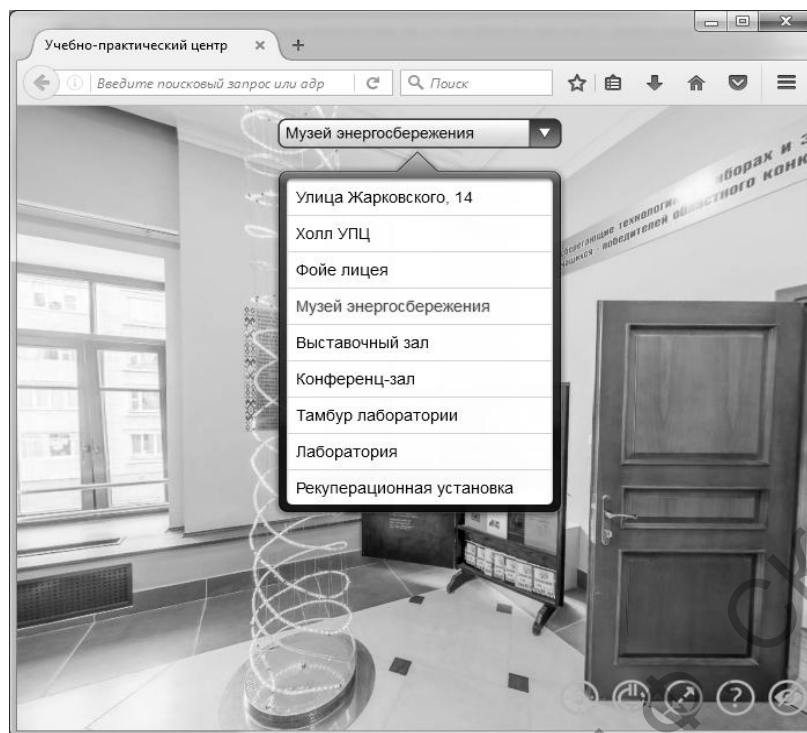 Учебно-практический центр
Введите поисковый запрос или адр
Поиск
Музей энергосбережения
Улица Жарковского, 14
Холл УПЦ
Фойе лицея
Музей энергосбережения
Выставочный зал
Конференц-зал
Тамбур лаборатории
Лаборатория
Рекуперационная установка